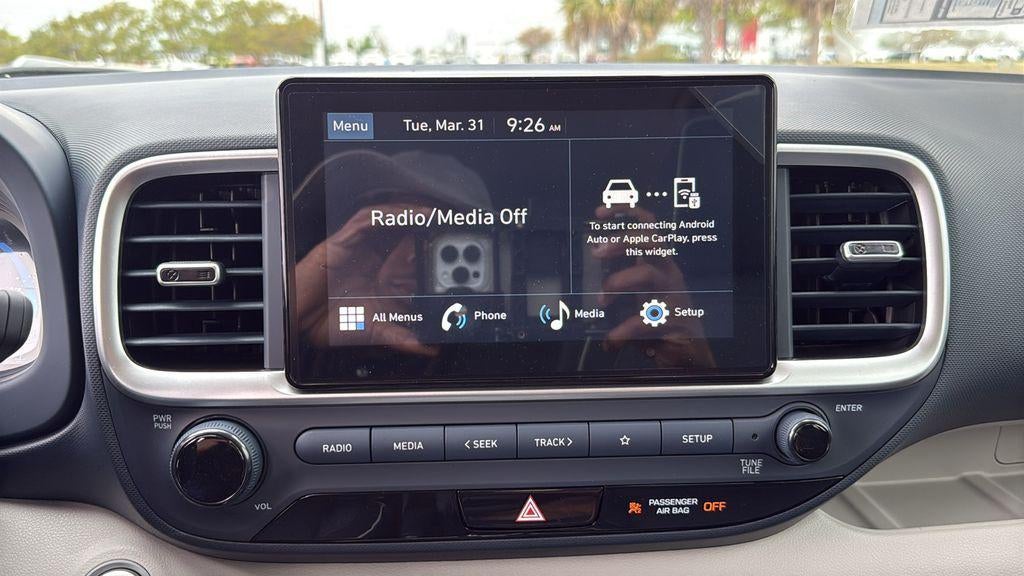 Menu Tue, Mar. 31 9:26 AM
Radio/Media Off
To start connecting Android
Auto or Apple CarPlay, press
this widget.
All Menus Phone Media Setup
PWR
PUSH
VOL
RADIO MEDIA < SEEK TRACK > ☆ SETUP
ENTER
TUNE
FILE
PASSENGER
AIR BAG OFF